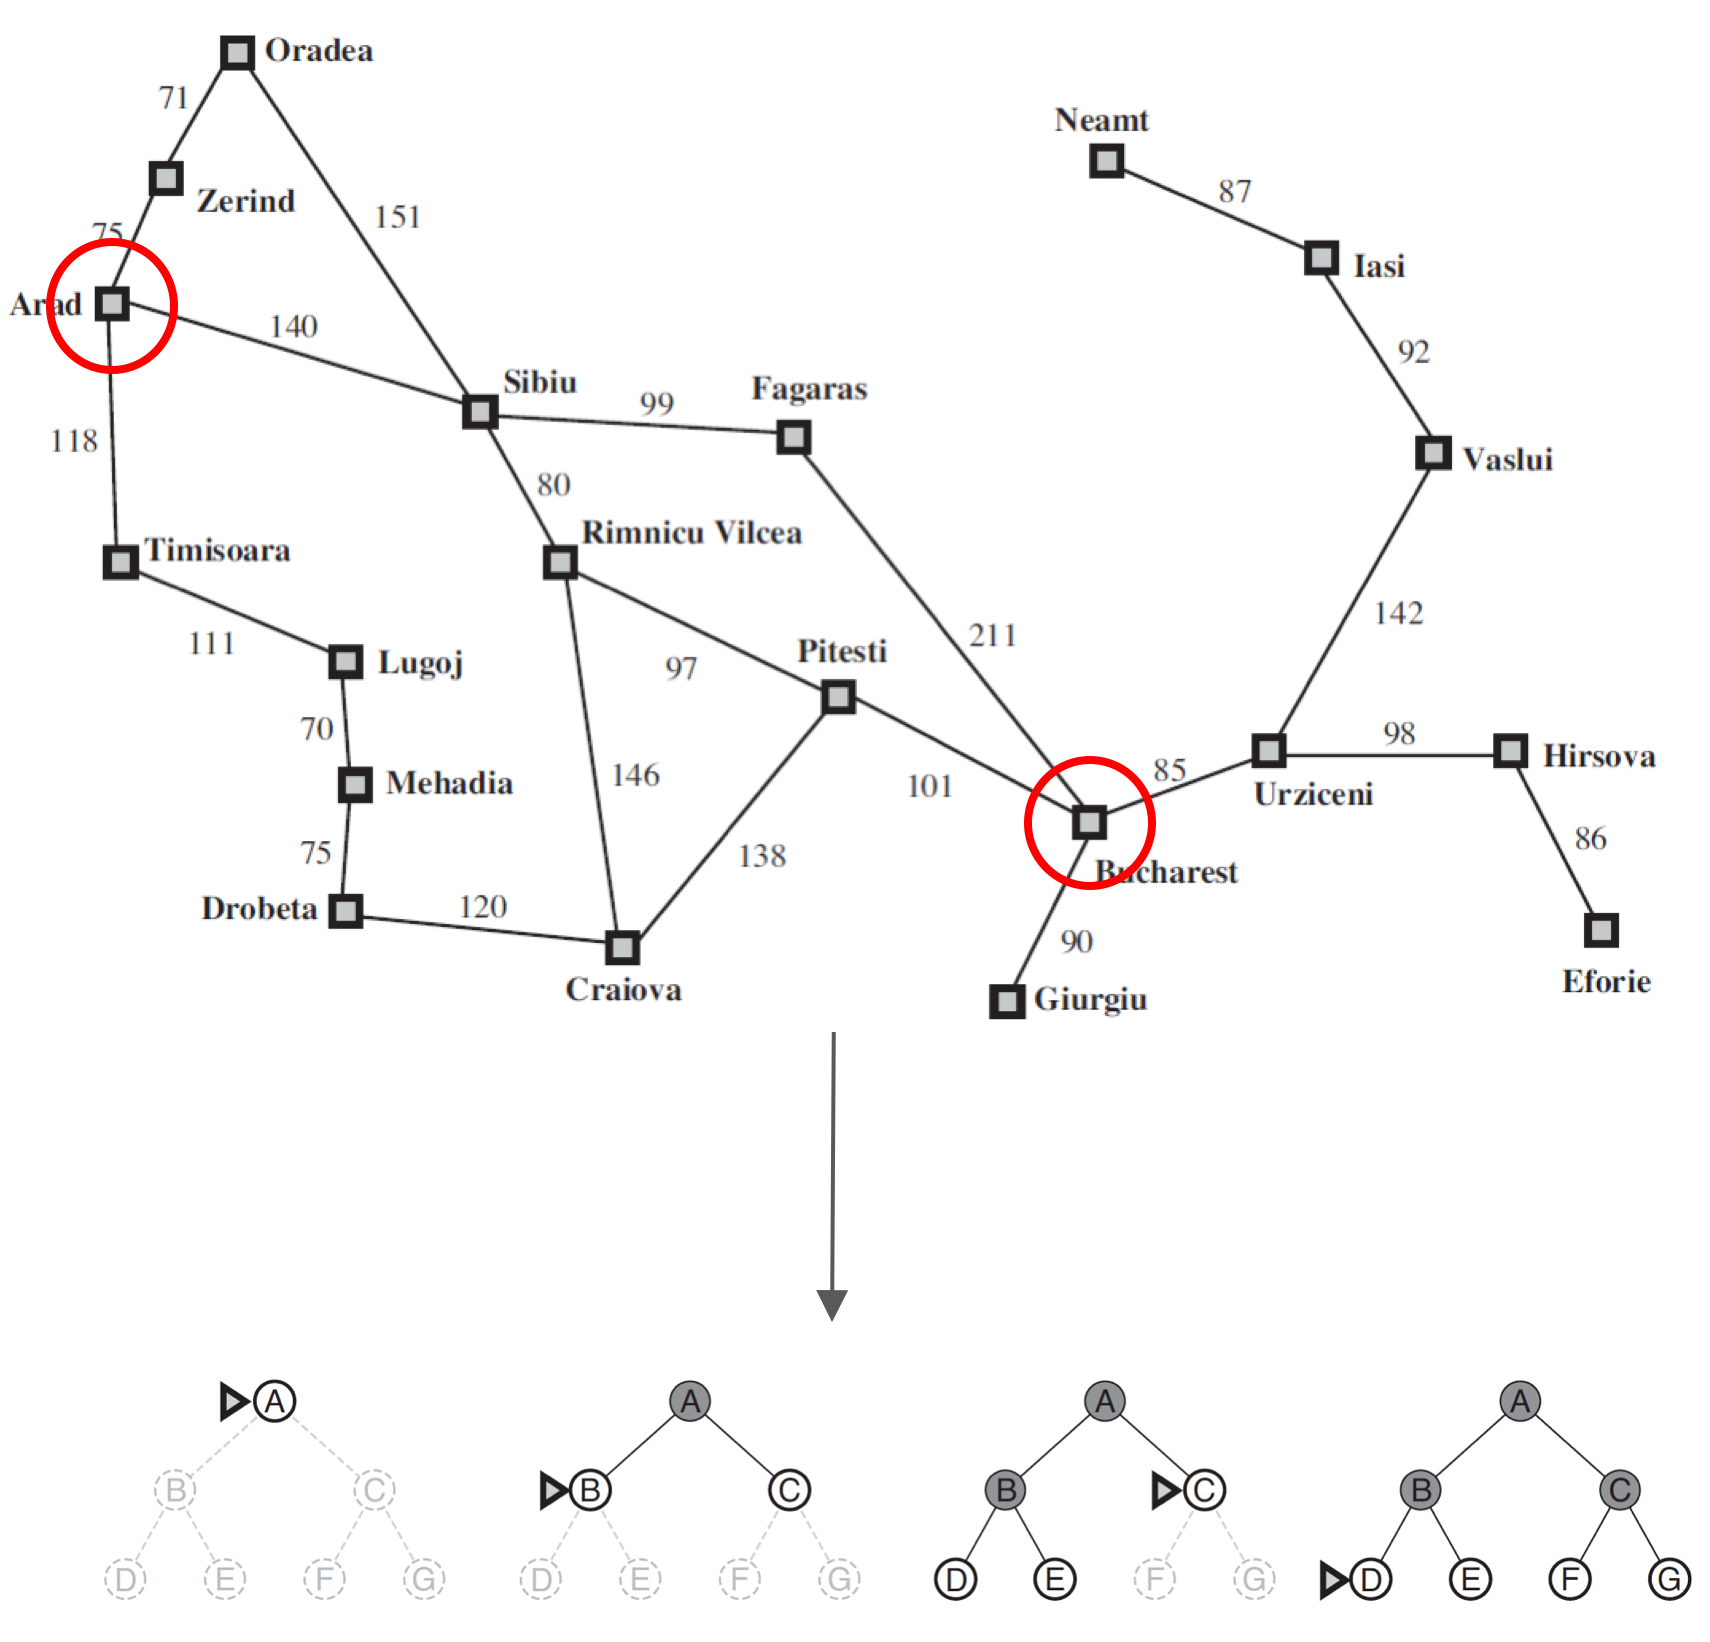 Oradea
71
Neamt
87
Zerind
151
75
Iasi
Arad
140
92
Sibiu
Fagaras
99
118
Vaslui
80
Rimnicu Vilcea
Timisoara
142
211
111
Pitesti
Lugoj
97
70
98
Hirsova
85
146
Mehadia
101
Urziceni
86
75
138
Bucharest
Drobeta
120
90
Eforie
Craiova
Giurgiu
A A A A
B C B C B C B C
D E F G D E F G D E F G D E F G